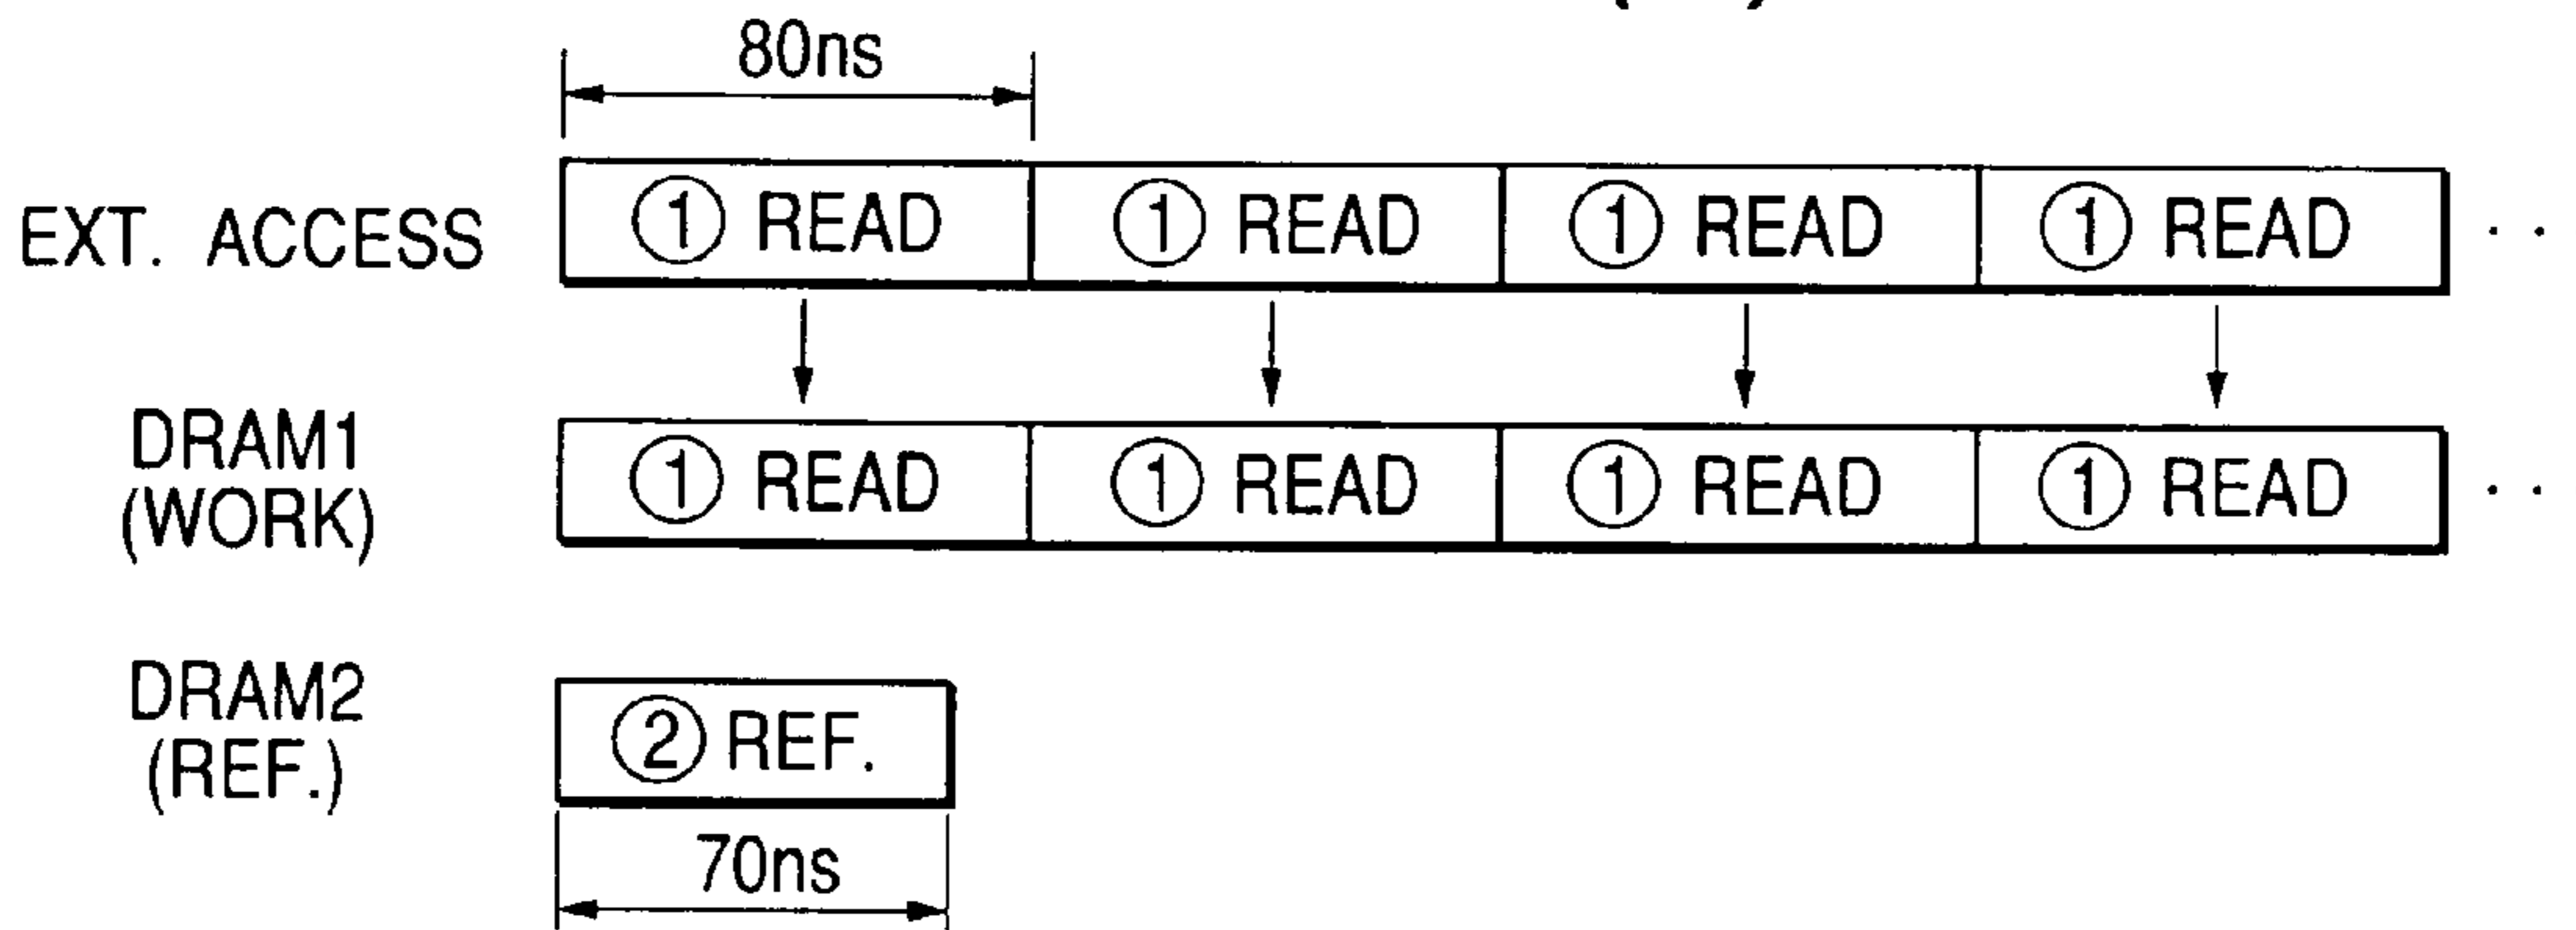 80ns
EXT. ACCESS ① READ ① READ ① READ ① READ · ·
DRAM1
(WORK) ① READ ① READ ① READ ① READ · ·
DRAM2
(REF.) ② REF.
70ns